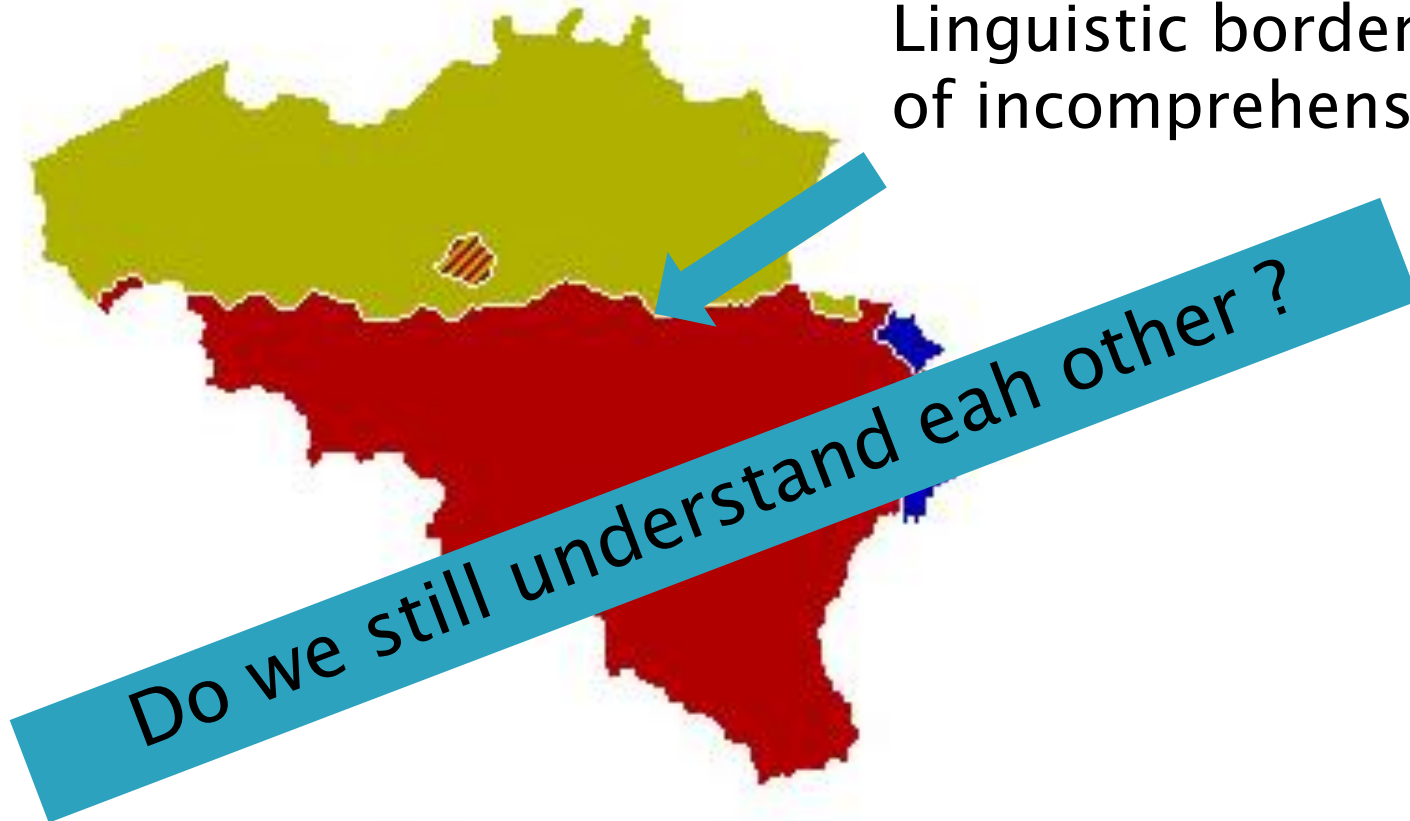 Linguistic border
of incomprehens
Do we still understand eah other ?